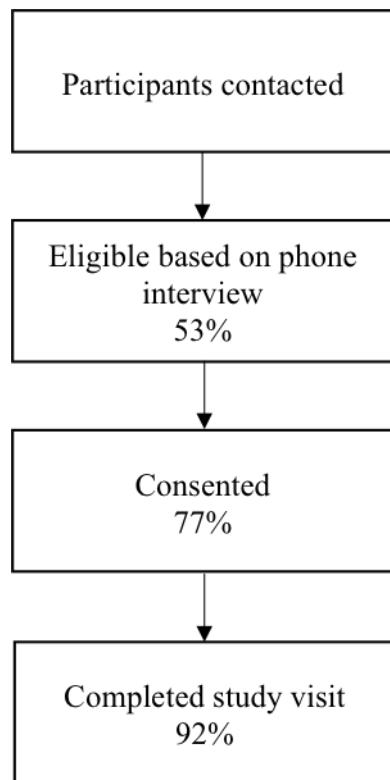 Participants contacted
Eligible based on phone
interview
53%
Consented
77%
Completed study visit
92%